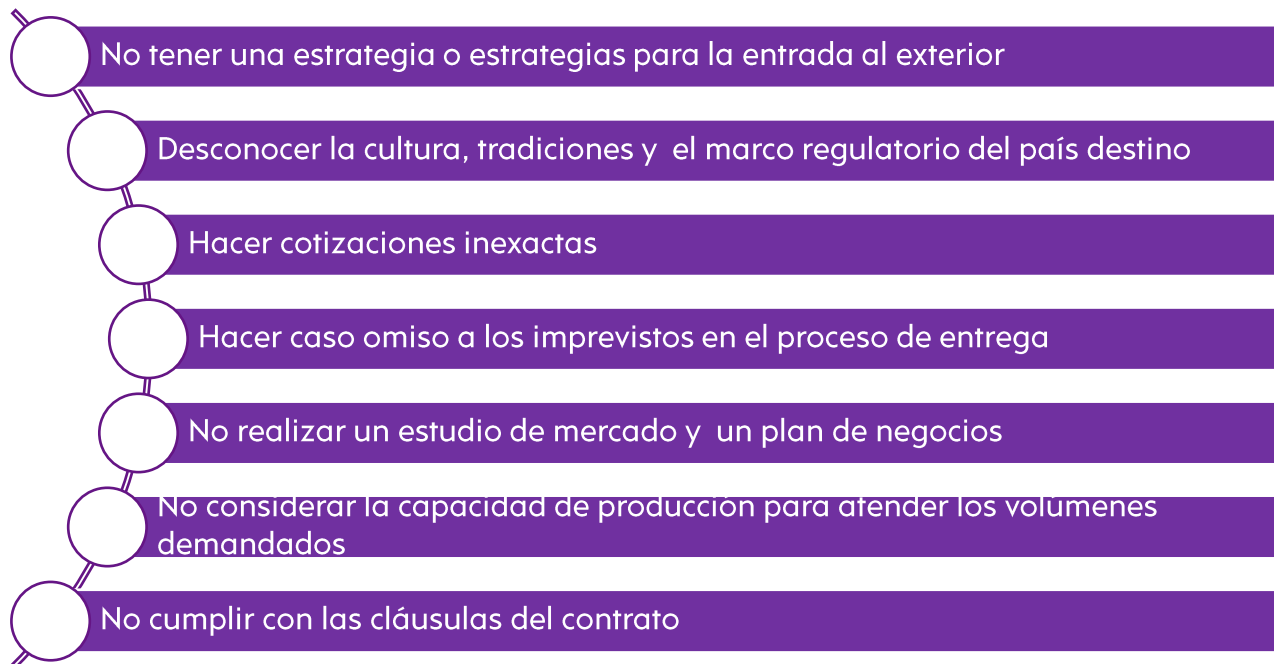 No tener una estrategia o estrategias para la entrada al exterior
Desconocer la cultura, tradiciones y  el marco regulatorio del país destino
Hacer cotizaciones inexactas
Hacer caso omiso a los imprevistos en el proceso de entrega
No realizar un estudio de mercado y  un plan de negocios
No considerar la capacidad de producción para atender los volúmenes
demandados
No cumplir con las cláusulas del contrato